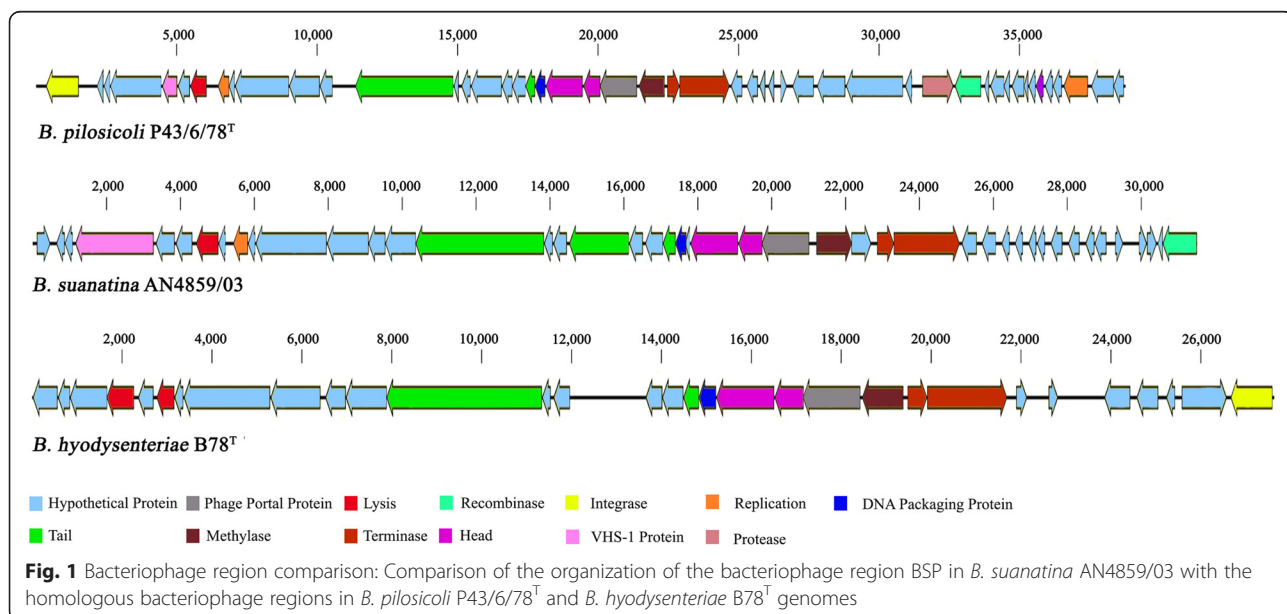 5,000 10,000 15,000 20,000 25,000 30,000 35,000
B. pilosicoli P43/6/78ᵀ
2,000 4,000 6,000 8,000 10,000 12,000 14,000 16,000 18,000 20,000 22,000 24,000 26,000 28,000 30,000
B. suanatina AN4859/03
2,000 4,000 6,000 8,000 10,000 12,000 14,000 16,000 18,000 20,000 22,000 24,000 26,000
B. hyodysenteriae B78ᵀ
Hypothetical Protein Phage Portal Protein Lysis Recombinase Integrase Replication DNA Packaging Protein
Tail Methylase Terminase Head VHS-1 Protein Protease
Fig. 1 Bacteriophage region comparison: Comparison of the organization of the bacteriophage region BSP in B. suanatina AN4859/03 with the
homologous bacteriophage regions in B. pilosicoli P43/6/78ᵀ and B. hyodysenteriae B78ᵀ genomes